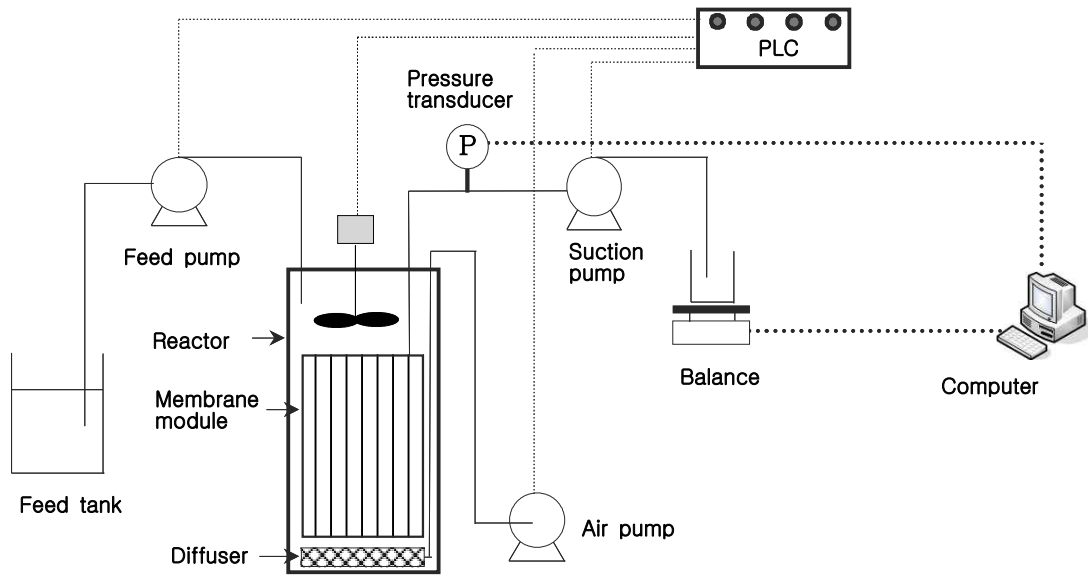 PLC
Pressure
transducer
P
Feed pump
Suction
pump
Reactor
Balance
Computer
Membrane
module
Feed tank
Air pump
Diffuser